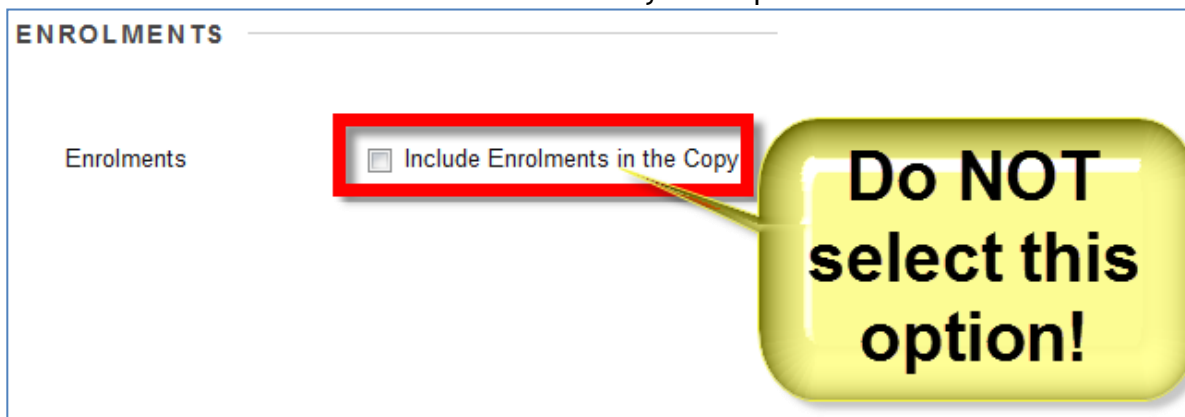 ENROLMENTS
Enrolments
Include Enrolments in the Copy
Do NOT
select this
option!